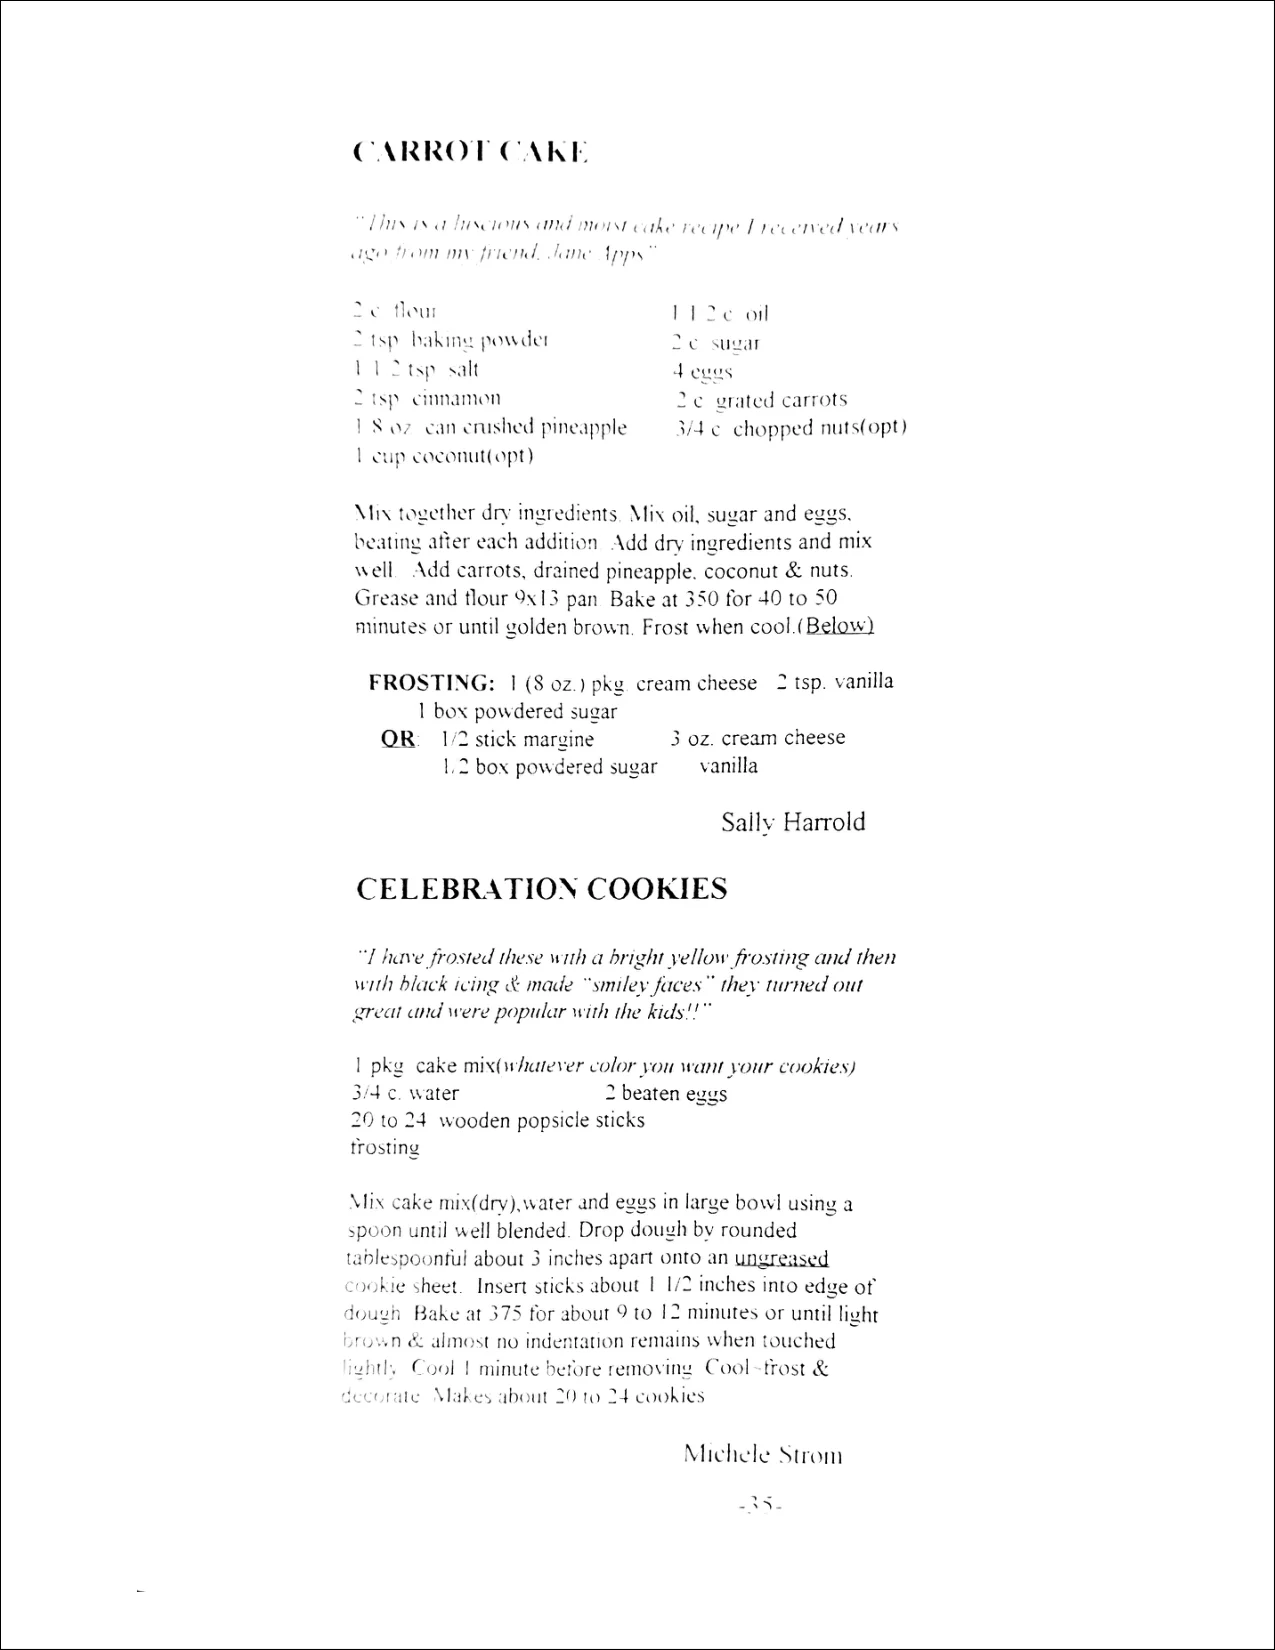 CARROT CAKE
"This is a luscious and moist cake recipe I received years
ago from my friend, Jane Apps"
2 c flour 1 1 2 c oil
2 tsp baking powder 2 c sugar
1 1 2 tsp salt 4 eggs
2 tsp cinnamon 2 c grated carrots
1 8 oz can crushed pineapple 3/4 c chopped nuts(opt)
1 cup coconut(opt)
Mix together dry ingredients. Mix oil, sugar and eggs,
beating after each addition Add dry ingredients and mix
well. Add carrots, drained pineapple, coconut & nuts.
Grease and flour 9x13 pan Bake at 350 for 40 to 50
minutes or until golden brown. Frost when cool.(Below)
FROSTING: 1 (8 oz.) pkg. cream cheese 2 tsp. vanilla
1 box powdered sugar
OR: 1/2 stick margine 3 oz. cream cheese
1/2 box powdered sugar vanilla
Sally Harrold
CELEBRATION COOKIES
"I have frosted these with a bright yellow frosting and then
with black icing & made "smiley faces" they turned out
great and were popular with the kids!!"
1 pkg cake mix(whatever color you want your cookies)
3/4 c. water 2 beaten eggs
20 to 24 wooden popsicle sticks
frosting
Mix cake mix(dry),water and eggs in large bowl using a
spoon until well blended. Drop dough by rounded
tablespoonful about 3 inches apart onto an ungreased
cookie sheet. Insert sticks about 1 1/2 inches into edge of
dough Bake at 375 for about 9 to 12 minutes or until light
brown & almost no indentation remains when touched
lightly Cool 1 minute before removing Cool -frost &
decorate Makes about 20 to 24 cookies
Michele Strom
-35-